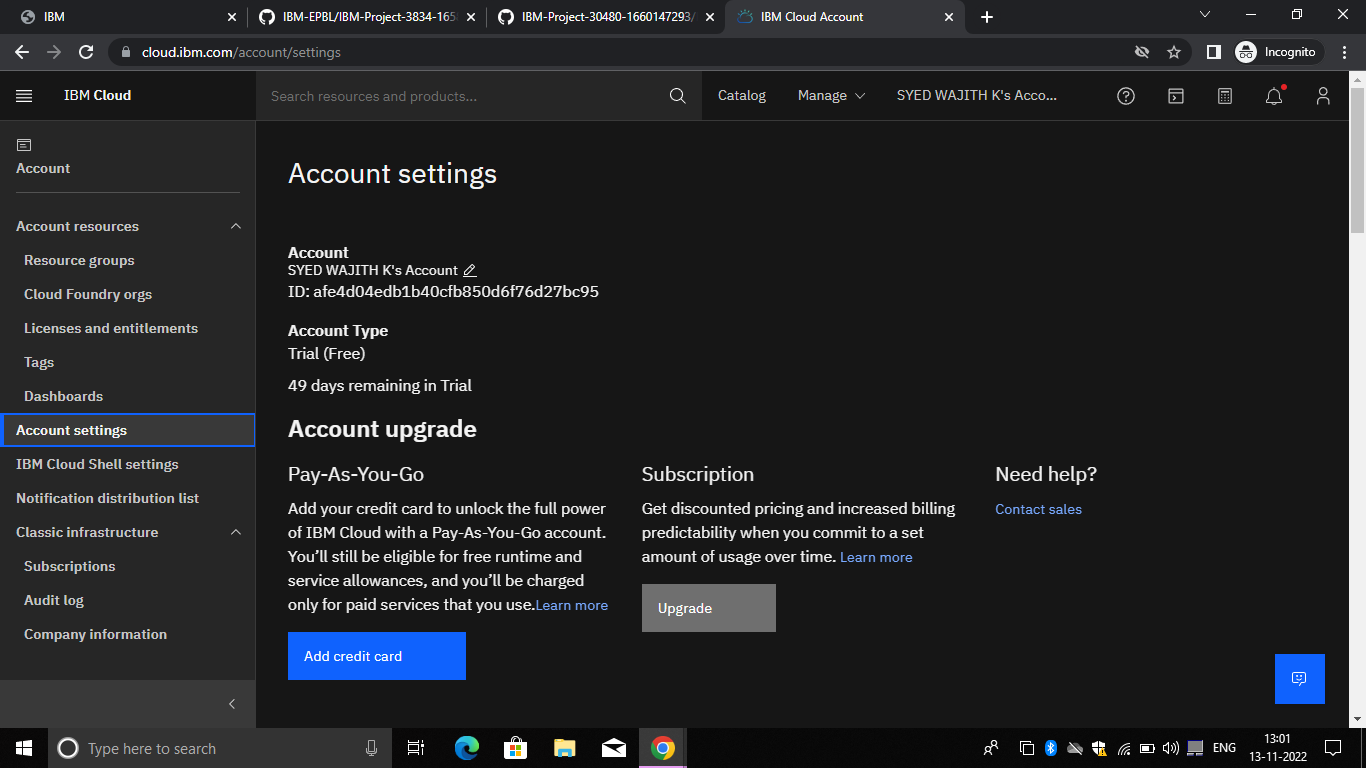 IBM
IBM-EPBL/IBM-Project-3834-1658
IBM-Project-30480-1660147293/
IBM Cloud Account
cloud.ibm.com/account/settings
Incognito
IBM Cloud
Search resources and products...
Catalog
Manage
SYED WAJITH K's Acco...
Account
Account resources
Resource groups
Cloud Foundry orgs
Licenses and entitlements
Tags
Dashboards
Account settings
IBM Cloud Shell settings
Notification distribution list
Classic infrastructure
Subscriptions
Audit log
Company information
Account settings
Account
SYED WAJITH K's Account
ID: afe4d04edb1b40cfb850d6f76d27bc95
Account Type
Trial (Free)
49 days remaining in Trial
Account upgrade
Pay-As-You-Go
Add your credit card to unlock the full power
of IBM Cloud with a Pay-As-You-Go account.
You’ll still be eligible for free runtime and
service allowances, and you’ll be charged
only for paid services that you use.Learn more
Add credit card
Subscription
Get discounted pricing and increased billing
predictability when you commit to a set
amount of usage over time. Learn more
Upgrade
Need help?
Contact sales
Type here to search
ENG
13:01
13-11-2022